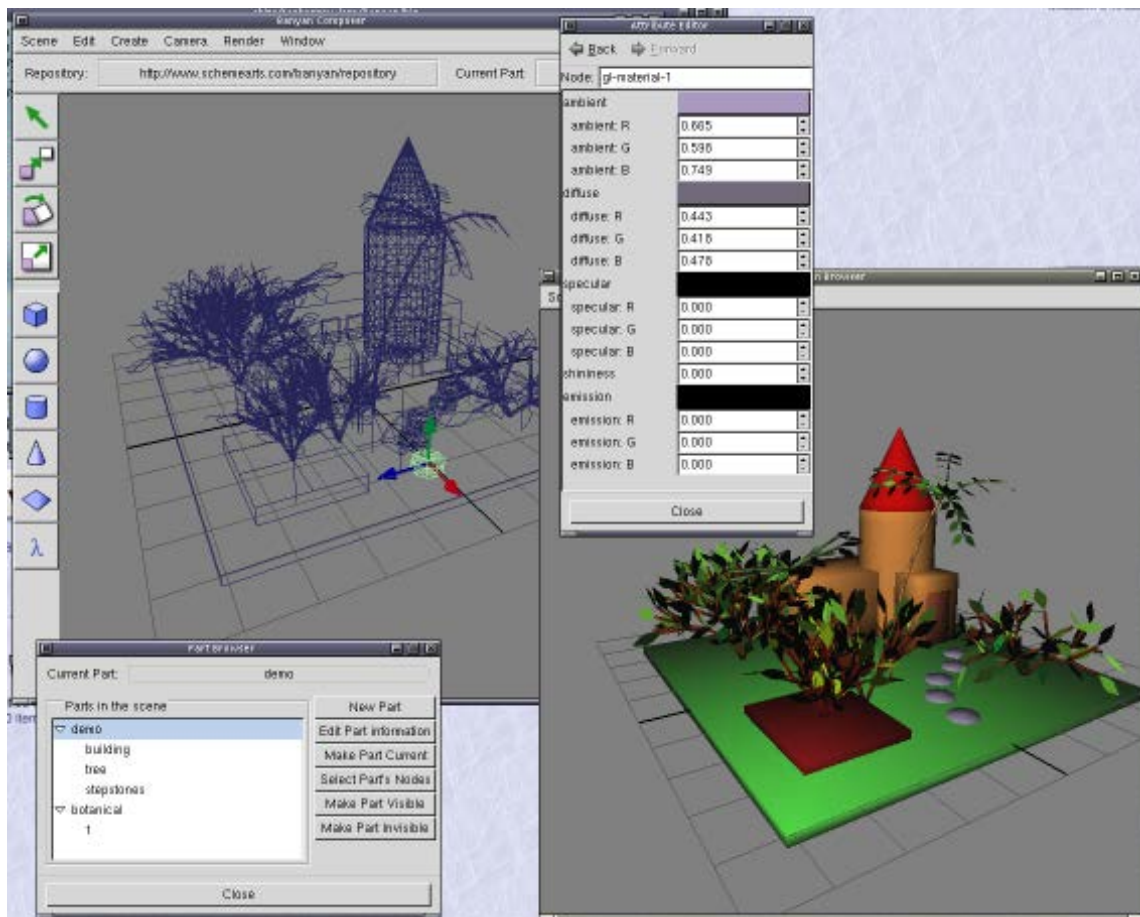 Banyan Composer
Scene Edit Create Camera Render Window
Repository: http://www.schemearts.com/banyan/repository Current Part:
λ
Attribute Editor
Back Forward
Node: gl-material-1
ambient
ambient: R 0.665
ambient: G 0.598
ambient: B 0.749
diffuse
diffuse: R 0.443
diffuse: G 0.418
diffuse: B 0.478
specular
specular: R 0.000
specular: G 0.000
specular: B 0.000
shininess 0.000
emission
emission: R 0.000
emission: G 0.000
emission: B 0.000
Close
Browser
Part Browser
Current Part: demo
Parts in the scene
demo
building
tree
stepstones
botanical
1
New Part
Edit Part information
Make Part Current
Select Part's Nodes
Make Part Visible
Make Part Invisible
Close